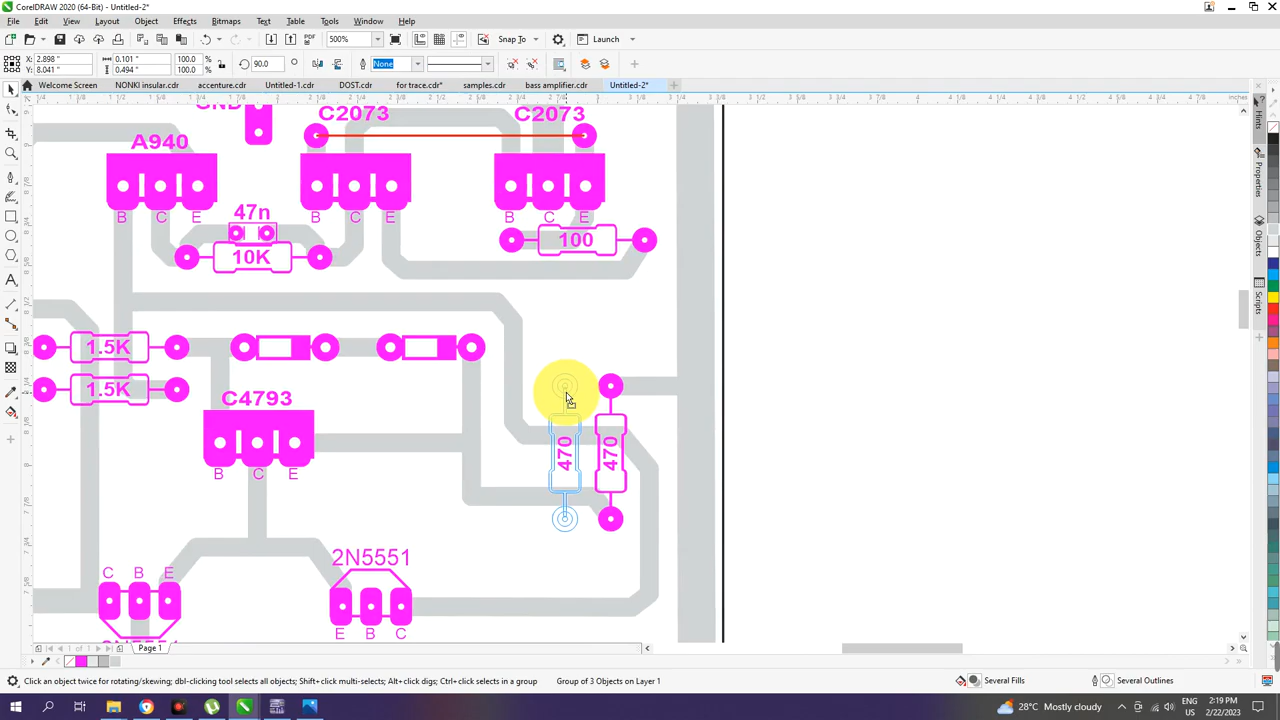 CorelDRAW 2020 (64-Bit) - Untitled-2*
File Edit View Layout Object Effects Bitmaps Text Table Tools Window Help
500% Snap To Launch
X: 2.898 " 0.101 " 100.0 % 90.0 None
Y: 8.041 " 0.494 " 100.0 %
Welcome Screen NONKI insular.cdr accenture.cdr Untitled-1.cdr DOST.cdr for trace.cdr* samples.cdr bass amplifier.cdr Untitled-2*
inches
Hints
Properties
Objects
Scripts
C2073 C2073
A940
B C E B C E B C E
47n
10K 100
1.5K
1.5K
C4793
470 470
B C E
2N5551
C B E
E B C
1 of 1 Page 1
Click an object twice for rotating/skewing; dbl-clicking tool selects all objects; Shift+click multi-selects; Alt+click digs; Ctrl+click selects in a group Group of 3 Objects on Layer 1 Several Fills Several Outlines
28°C Mostly cloudy ENG US 2:19 PM 2/22/2023